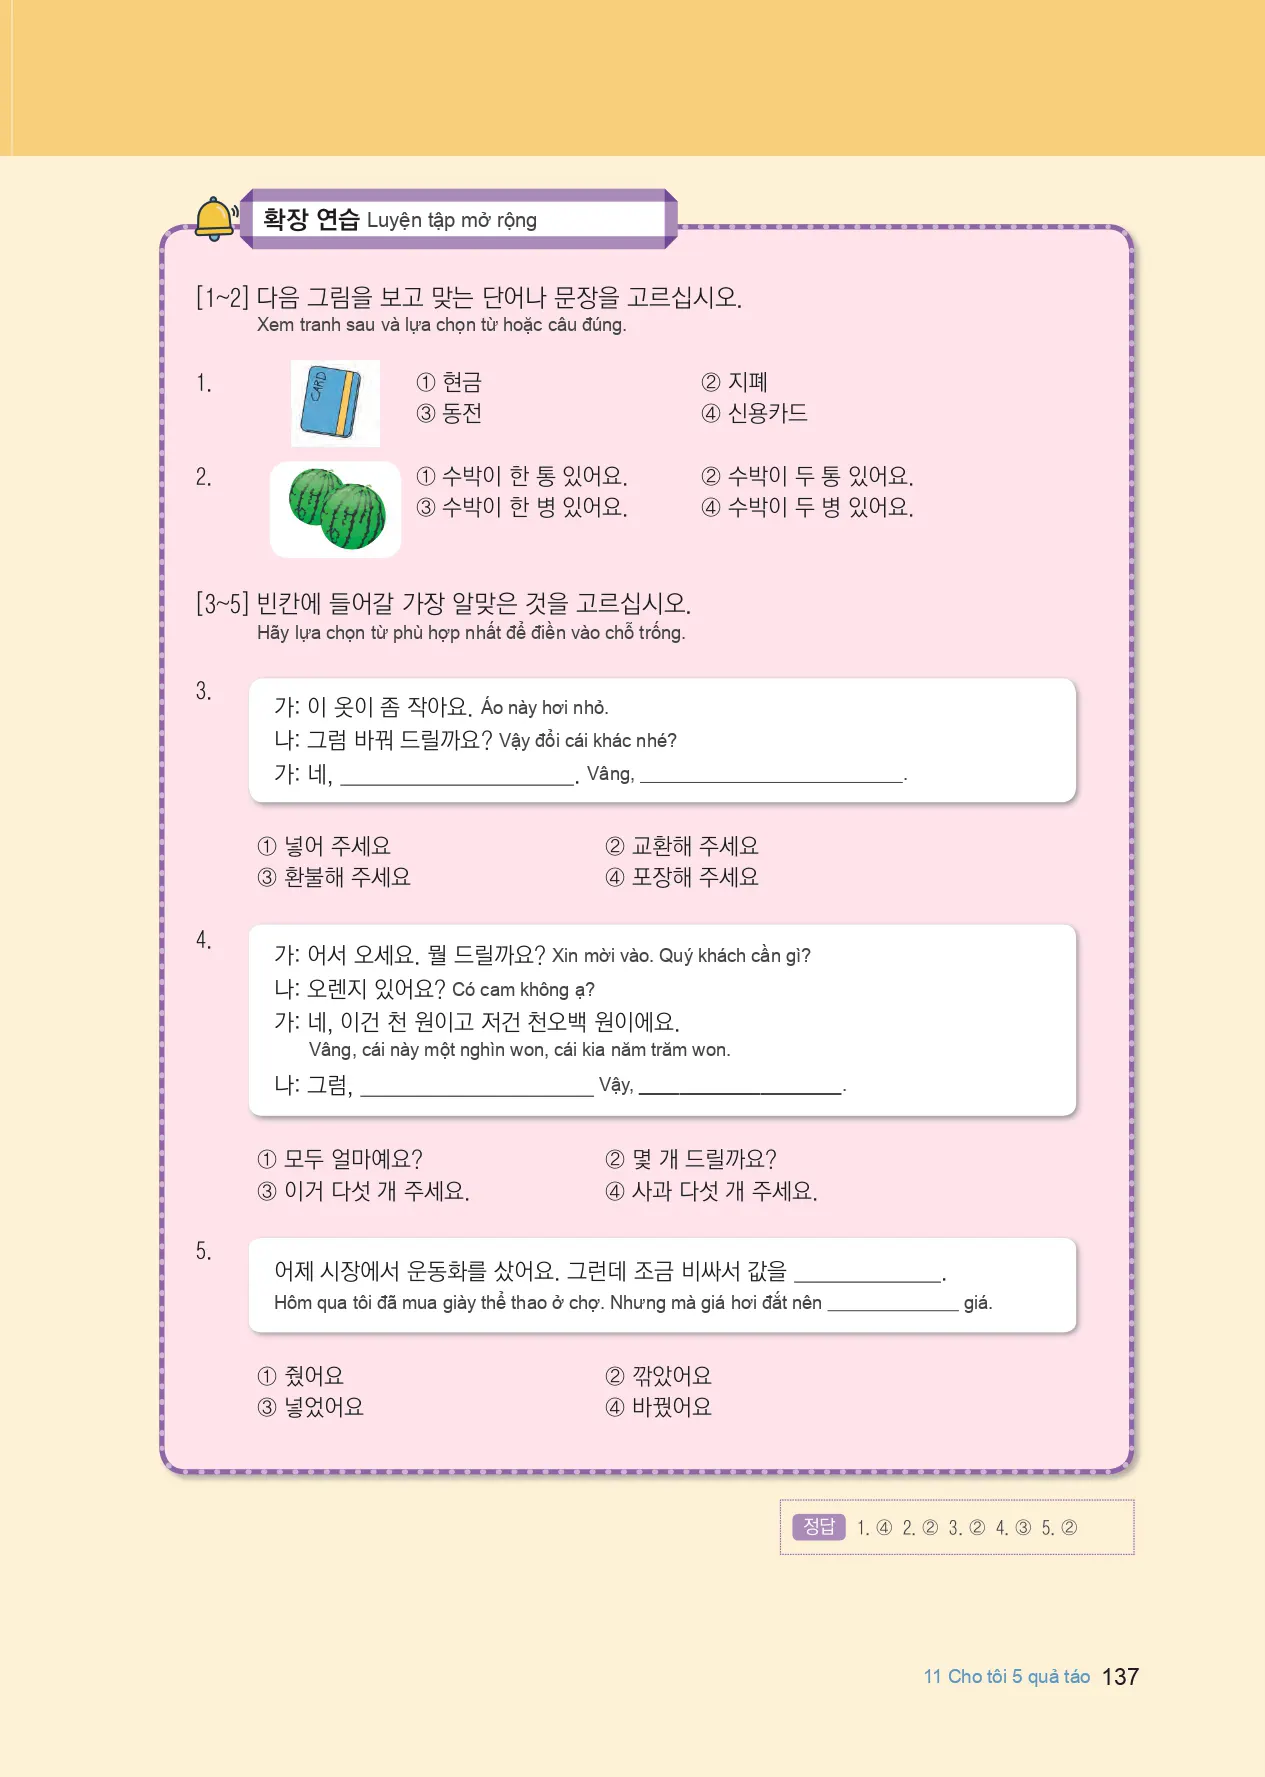 확장 연습 Luyện tập mở rộng
[1~2] 다음 그림을 보고 맞는 단어나 문장을 고르십시오.
Xem tranh sau và lựa chọn từ hoặc câu đúng.
1.
CARD
① 현금 ② 지폐
③ 동전 ④ 신용카드
2.
① 수박이 한 통 있어요. ② 수박이 두 통 있어요.
③ 수박이 한 병 있어요. ④ 수박이 두 병 있어요.
[3~5] 빈칸에 들어갈 가장 알맞은 것을 고르십시오.
Hãy lựa chọn từ phù hợp nhất để điền vào chỗ trống.
3.
가: 이 옷이 좀 작아요. Áo này hơi nhỏ.
나: 그럼 바꿔 드릴까요? Vậy đổi cái khác nhé?
가: 네, ____________________. Vâng, ____________________.
① 넣어 주세요 ② 교환해 주세요
③ 환불해 주세요 ④ 포장해 주세요
4.
가: 어서 오세요. 뭘 드릴까요? Xin mời vào. Quý khách cần gì?
나: 오렌지 있어요? Có cam không ạ?
가: 네, 이건 천 원이고 저건 천오백 원이에요.
Vâng, cái này một nghìn won, cái kia năm trăm won.
나: 그럼, ____________________ Vậy, ____________________.
① 모두 얼마예요? ② 몇 개 드릴까요?
③ 이거 다섯 개 주세요. ④ 사과 다섯 개 주세요.
5.
어제 시장에서 운동화를 샀어요. 그런데 조금 비싸서 값을 ____________.
Hôm qua tôi đã mua giày thể thao ở chợ. Nhưng mà giá hơi đắt nên ____________ giá.
① 줬어요 ② 깎았어요
③ 넣었어요 ④ 바꿨어요
정답 1. ④ 2. ② 3. ② 4. ③ 5. ②
11 Cho tôi 5 quả táo 137